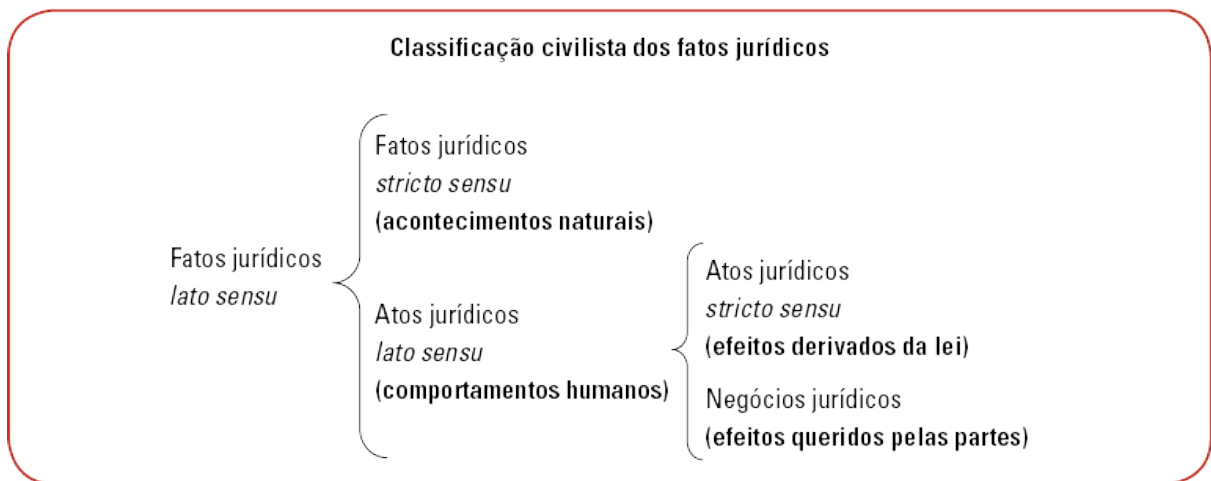 Classificação civilista dos fatos jurídicos
Fatos jurídicos
lato sensu
Fatos jurídicos
stricto sensu
(acontecimentos naturais)
Atos jurídicos
lato sensu
(comportamentos humanos)
Atos jurídicos
stricto sensu
(efeitos derivados da lei)
Negócios jurídicos
(efeitos queridos pelas partes)